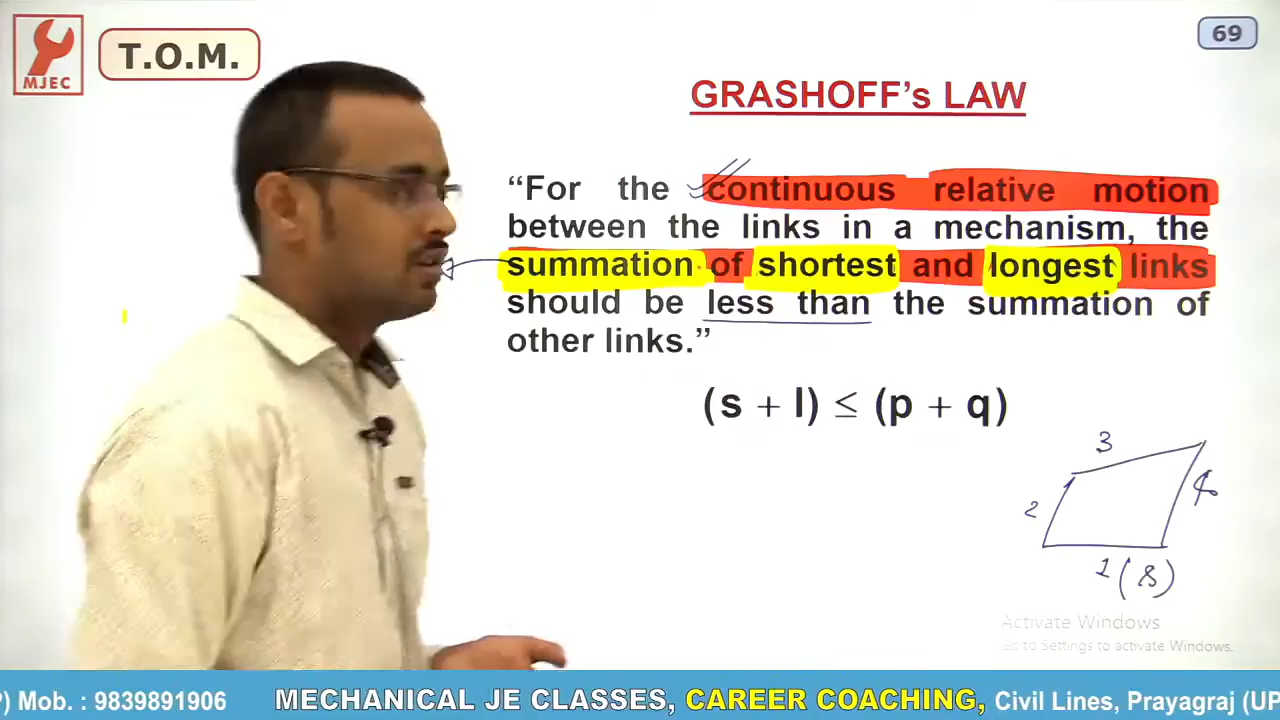 MJEC
T.O.M.
69
GRASHOFF’s LAW
“For the continuous relative motion
between the links in a mechanism, the
summation of shortest and longest links
should be less than the summation of
other links.”
(s + l) ≤ (p + q)
3
2
4
1 (s)
Activate Windows
Go to Settings to activate Windows.
P) Mob. : 9839891906 MECHANICAL JE CLASSES, CAREER COACHING, Civil Lines, Prayagraj (UP